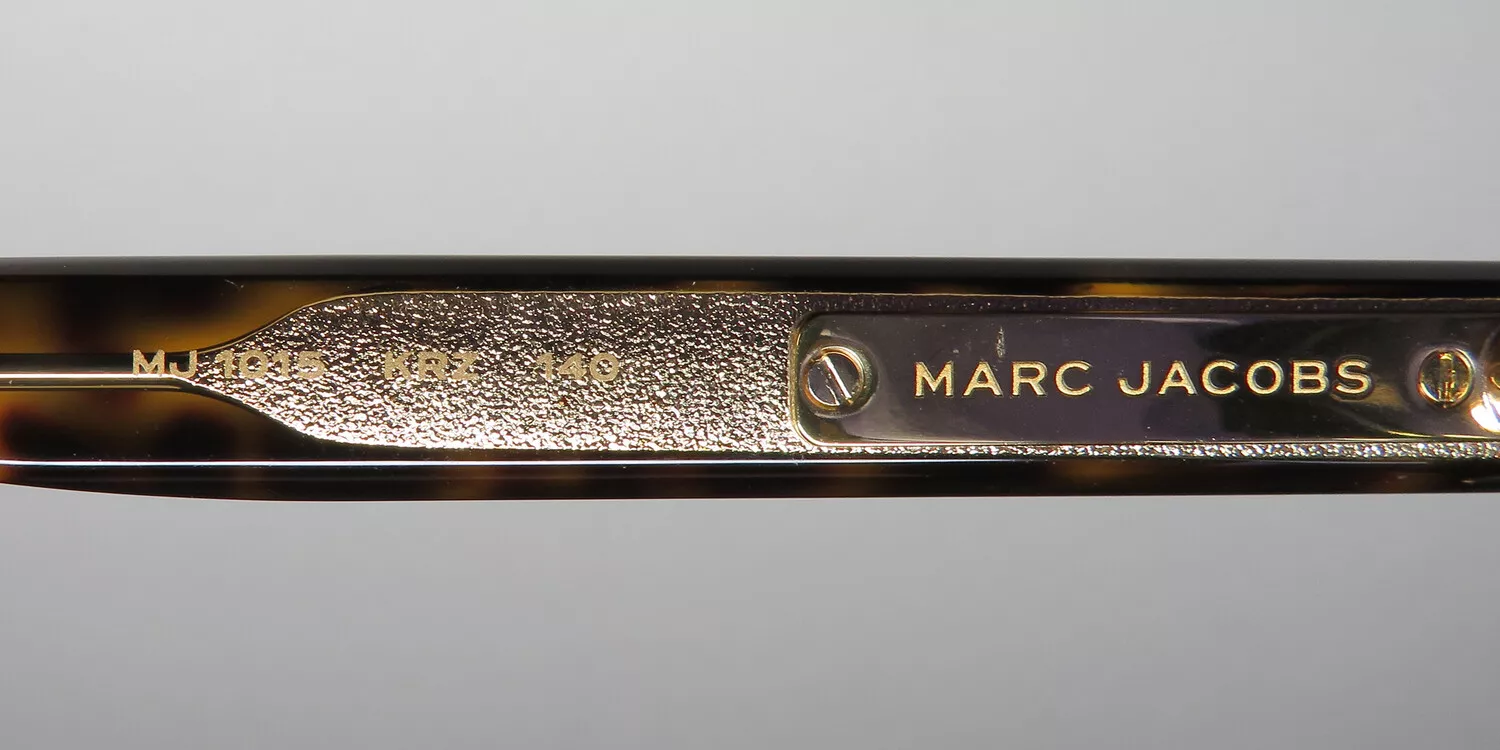 MJ 1015 KRZ 140
MARC JACOBS